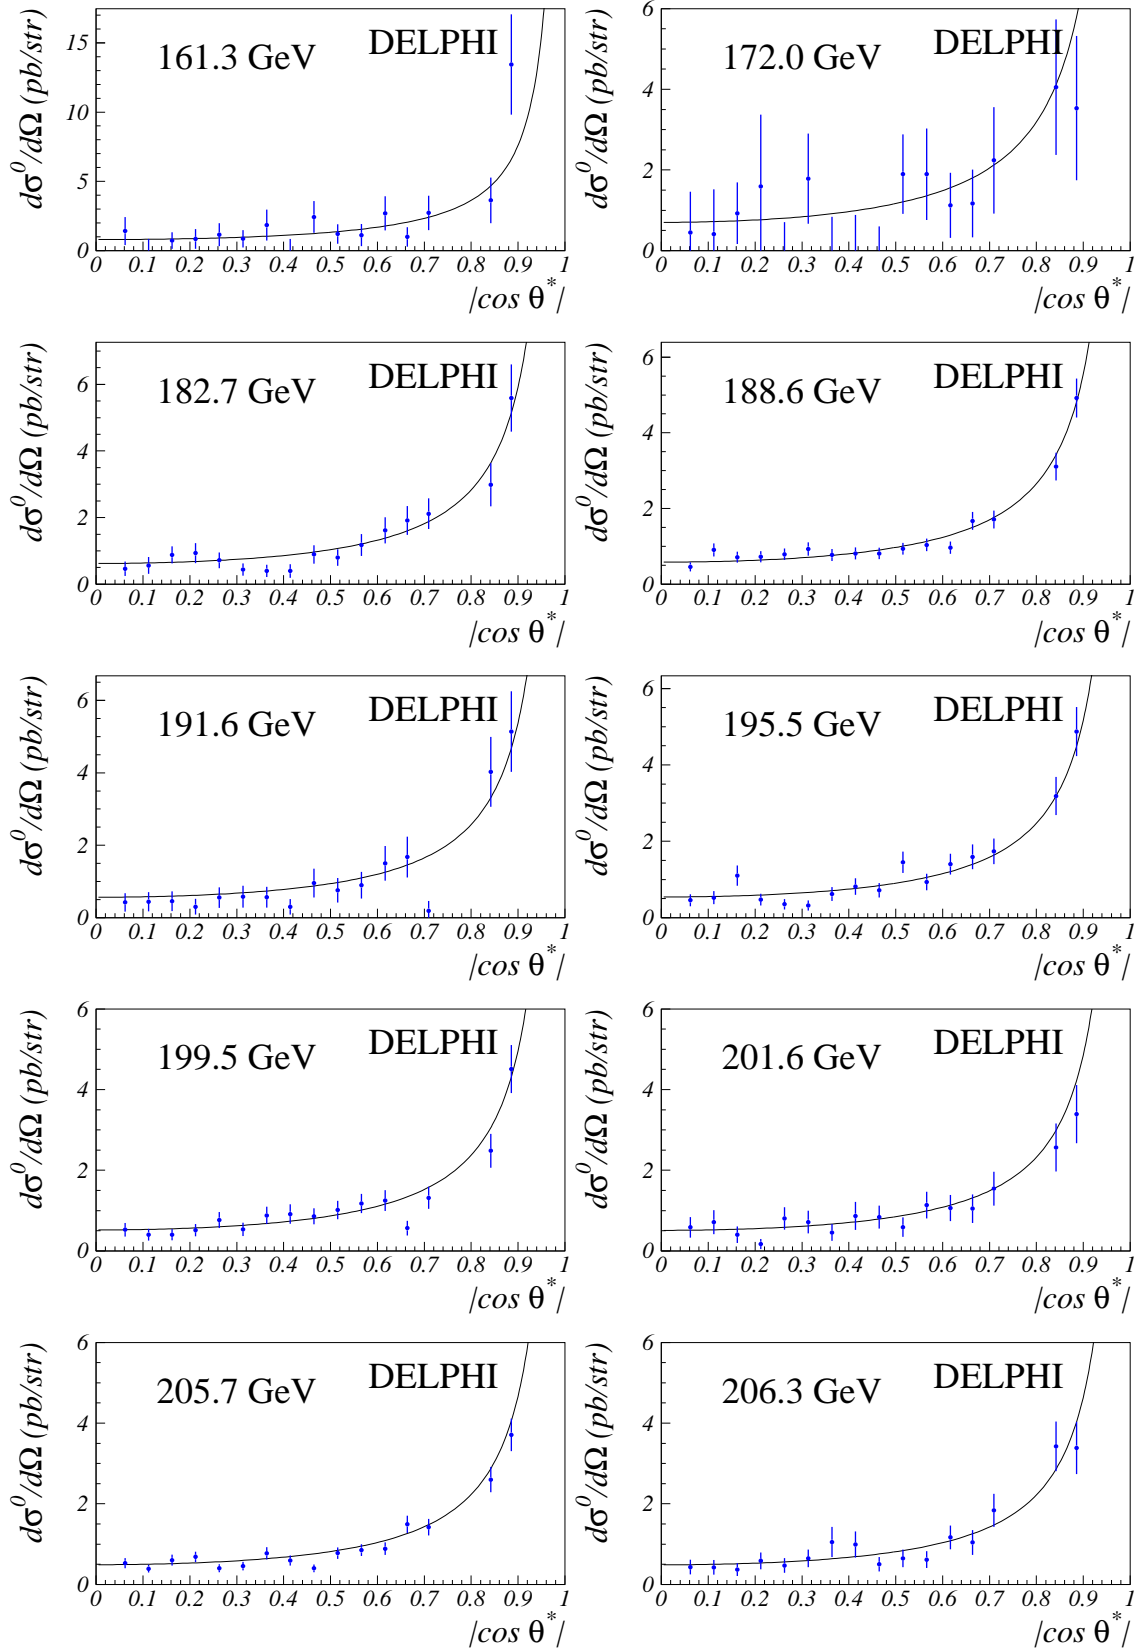 dσ⁰/dΩ (pb/str)
161.3 GeV
DELPHI
15
10
5
0
0 0.1 0.2 0.3 0.4 0.5 0.6 0.7 0.8 0.9 1
|cos θ*|
dσ⁰/dΩ (pb/str)
172.0 GeV
DELPHI
6
4
2
0
0 0.1 0.2 0.3 0.4 0.5 0.6 0.7 0.8 0.9 1
|cos θ*|
dσ⁰/dΩ (pb/str)
182.7 GeV
DELPHI
6
4
2
0
0 0.1 0.2 0.3 0.4 0.5 0.6 0.7 0.8 0.9 1
|cos θ*|
dσ⁰/dΩ (pb/str)
188.6 GeV
DELPHI
6
4
2
0
0 0.1 0.2 0.3 0.4 0.5 0.6 0.7 0.8 0.9 1
|cos θ*|
dσ⁰/dΩ (pb/str)
191.6 GeV
DELPHI
6
4
2
0
0 0.1 0.2 0.3 0.4 0.5 0.6 0.7 0.8 0.9 1
|cos θ*|
dσ⁰/dΩ (pb/str)
195.5 GeV
DELPHI
6
4
2
0
0 0.1 0.2 0.3 0.4 0.5 0.6 0.7 0.8 0.9 1
|cos θ*|
dσ⁰/dΩ (pb/str)
199.5 GeV
DELPHI
6
4
2
0
0 0.1 0.2 0.3 0.4 0.5 0.6 0.7 0.8 0.9 1
|cos θ*|
dσ⁰/dΩ (pb/str)
201.6 GeV
DELPHI
6
4
2
0
0 0.1 0.2 0.3 0.4 0.5 0.6 0.7 0.8 0.9 1
|cos θ*|
dσ⁰/dΩ (pb/str)
205.7 GeV
DELPHI
6
4
2
0
0 0.1 0.2 0.3 0.4 0.5 0.6 0.7 0.8 0.9 1
|cos θ*|
dσ⁰/dΩ (pb/str)
206.3 GeV
DELPHI
6
4
2
0
0 0.1 0.2 0.3 0.4 0.5 0.6 0.7 0.8 0.9 1
|cos θ*|